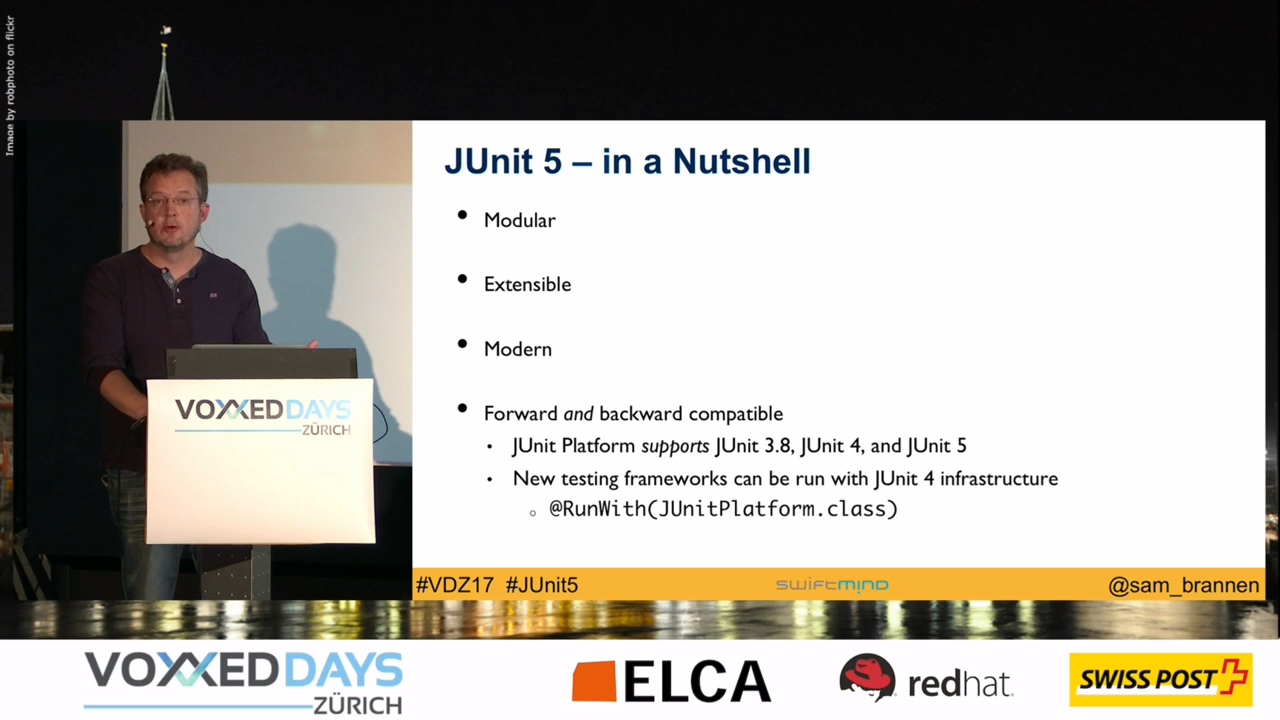 Image by robphoto on flickr
JUnit 5 – in a Nutshell
• Modular
• Extensible
• Modern
• Forward and backward compatible
• JUnit Platform supports JUnit 3.8, JUnit 4, and JUnit 5
• New testing frameworks can be run with JUnit 4 infrastructure
○ @RunWith(JUnitPlatform.class)
VOXXED DAYS
ZÜRICH
#VDZ17 #JUnit5
swiftmind
@sam_brannen
VOXXED DAYS
ZÜRICH
ELCA
redhat.
SWISS POST